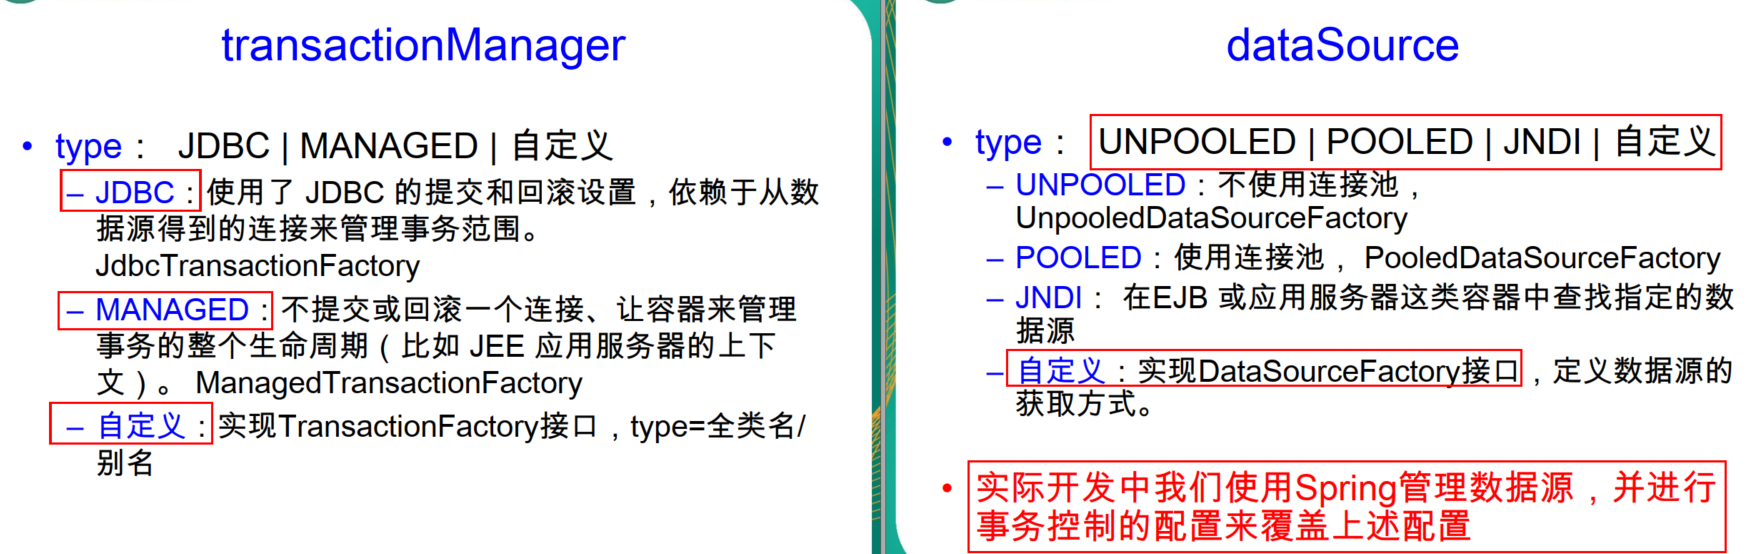 transactionManager
• type： JDBC | MANAGED | 自定义
– JDBC：使用了 JDBC 的提交和回滚设置，依赖于从数
据源得到的连接来管理事务范围。
JdbcTransactionFactory
– MANAGED：不提交或回滚一个连接、让容器来管理
事务的整个生命周期（比如 JEE 应用服务器的上下
文）。 ManagedTransactionFactory
– 自定义：实现TransactionFactory接口，type=全类名/
别名
dataSource
• type： UNPOOLED | POOLED | JNDI | 自定义
– UNPOOLED：不使用连接池，
UnpooledDataSourceFactory
– POOLED：使用连接池， PooledDataSourceFactory
– JNDI： 在EJB 或应用服务器这类容器中查找指定的数
据源
– 自定义：实现DataSourceFactory接口，定义数据源的
获取方式。
• 实际开发中我们使用Spring管理数据源，并进行
事务控制的配置来覆盖上述配置